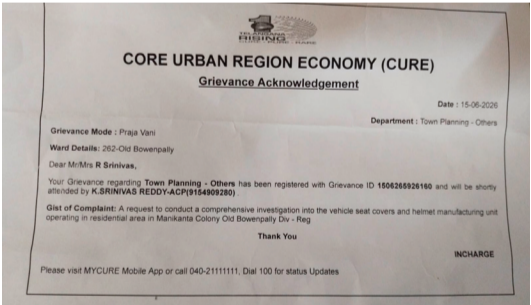 TELANGANA
RISING
CORE URBAN REGION ECONOMY (CURE)
Grievance Acknowledgement
Date : 15-06-2026
Department : Town Planning - Others
Grievance Mode : Praja Vani
Ward Details: 262-Old Bowenpally
Dear Mr/Mrs R Srinivas,
Your Grievance regarding Town Planning - Others has been registered with Grievance ID 1506265926160 and will be shortly
attended by K.SRINIVAS REDDY-ACP(9154909280)
Gist of Complaint: A request to conduct a comprehensive investigation into the vehicle seat covers and helmet manufacturing unit
operating in residential area in Manikanta Colony Old Bowenpally Div - Reg
Thank You
INCHARGE
Please visit MYCURE Mobile App or call 040-21111111, Dial 100 for status Updates